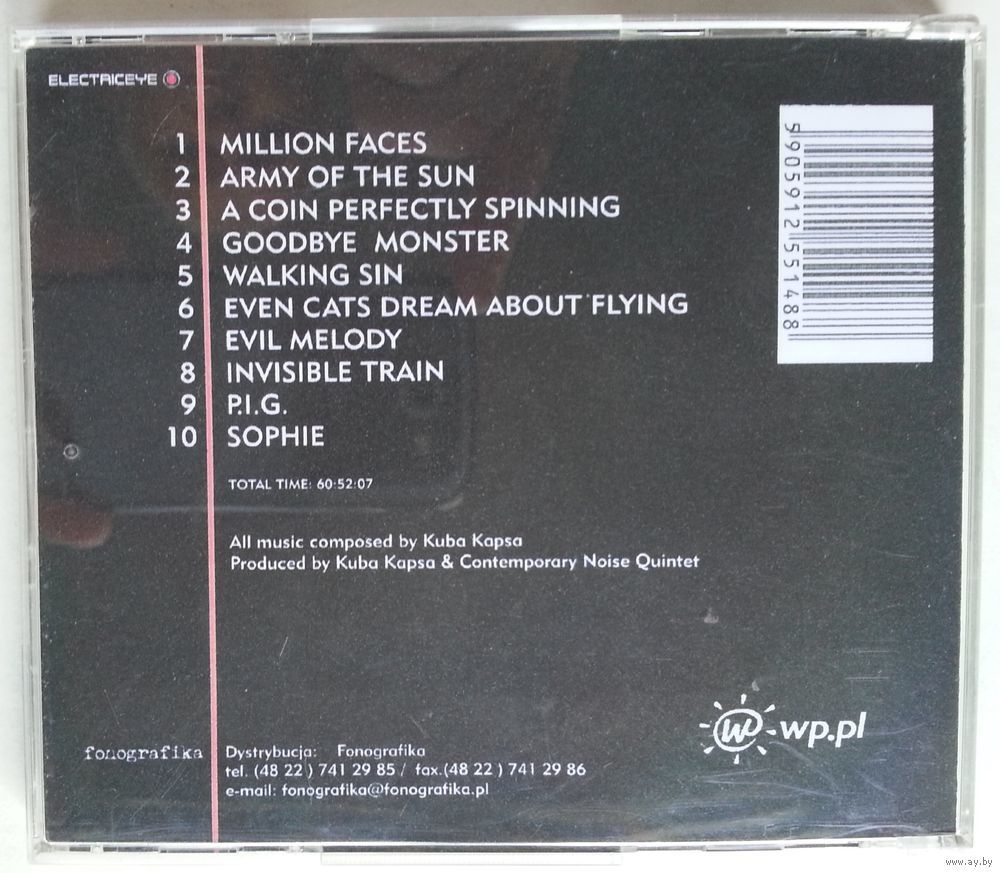 ELECTRICEYE
1 MILLION FACES
2 ARMY OF THE SUN
3 A COIN PERFECTLY SPINNING
4 GOODBYE MONSTER
5 WALKING SIN
6 EVEN CATS DREAM ABOUT FLYING
7 EVIL MELODY
8 INVISIBLE TRAIN
9 P.I.G.
10 SOPHIE
TOTAL TIME: 60:52:07
All music composed by Kuba Kapsa
Produced by Kuba Kapsa & Contemporary Noise Quintet
5905912551488
w wp.pl
fonografika
Dystrybucja: Fonografika
tel. (48 22 ) 741 29 85 / fax.(48 22 ) 741 29 86
e-mail: fonografika@fonografika.pl
www.ay.by